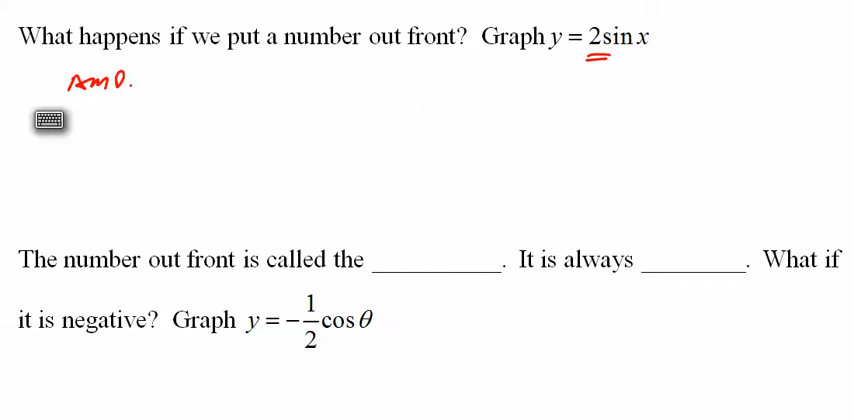 What happens if we put a number out front? Graph y = 2sin x
Amp.
The number out front is called the __________. It is always ________. What if
it is negative? Graph y = -1/2 cos θ